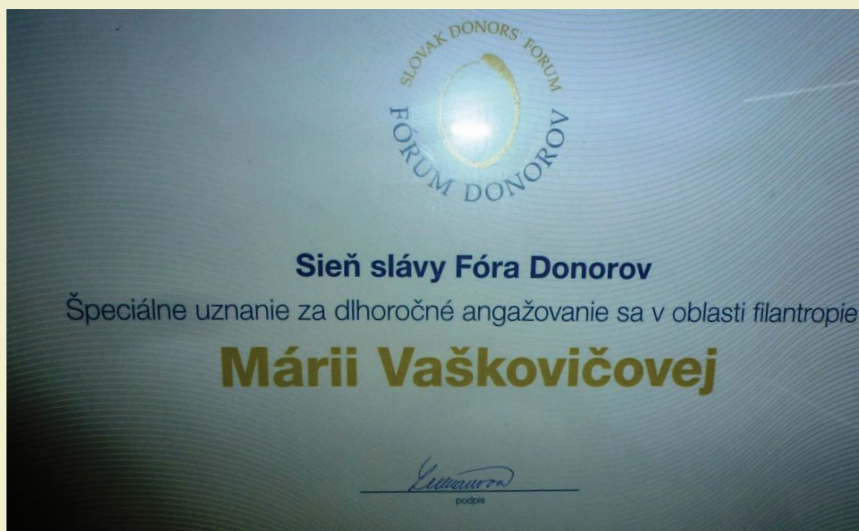 SLOVAK DONORS' FORUM
FÓRUM DONOROV
Sieň slávy Fóra Donorov
Špeciálne uznanie za dlhoročné angažovanie sa v oblasti filantropie
Márii Vaškovičovej
podpis